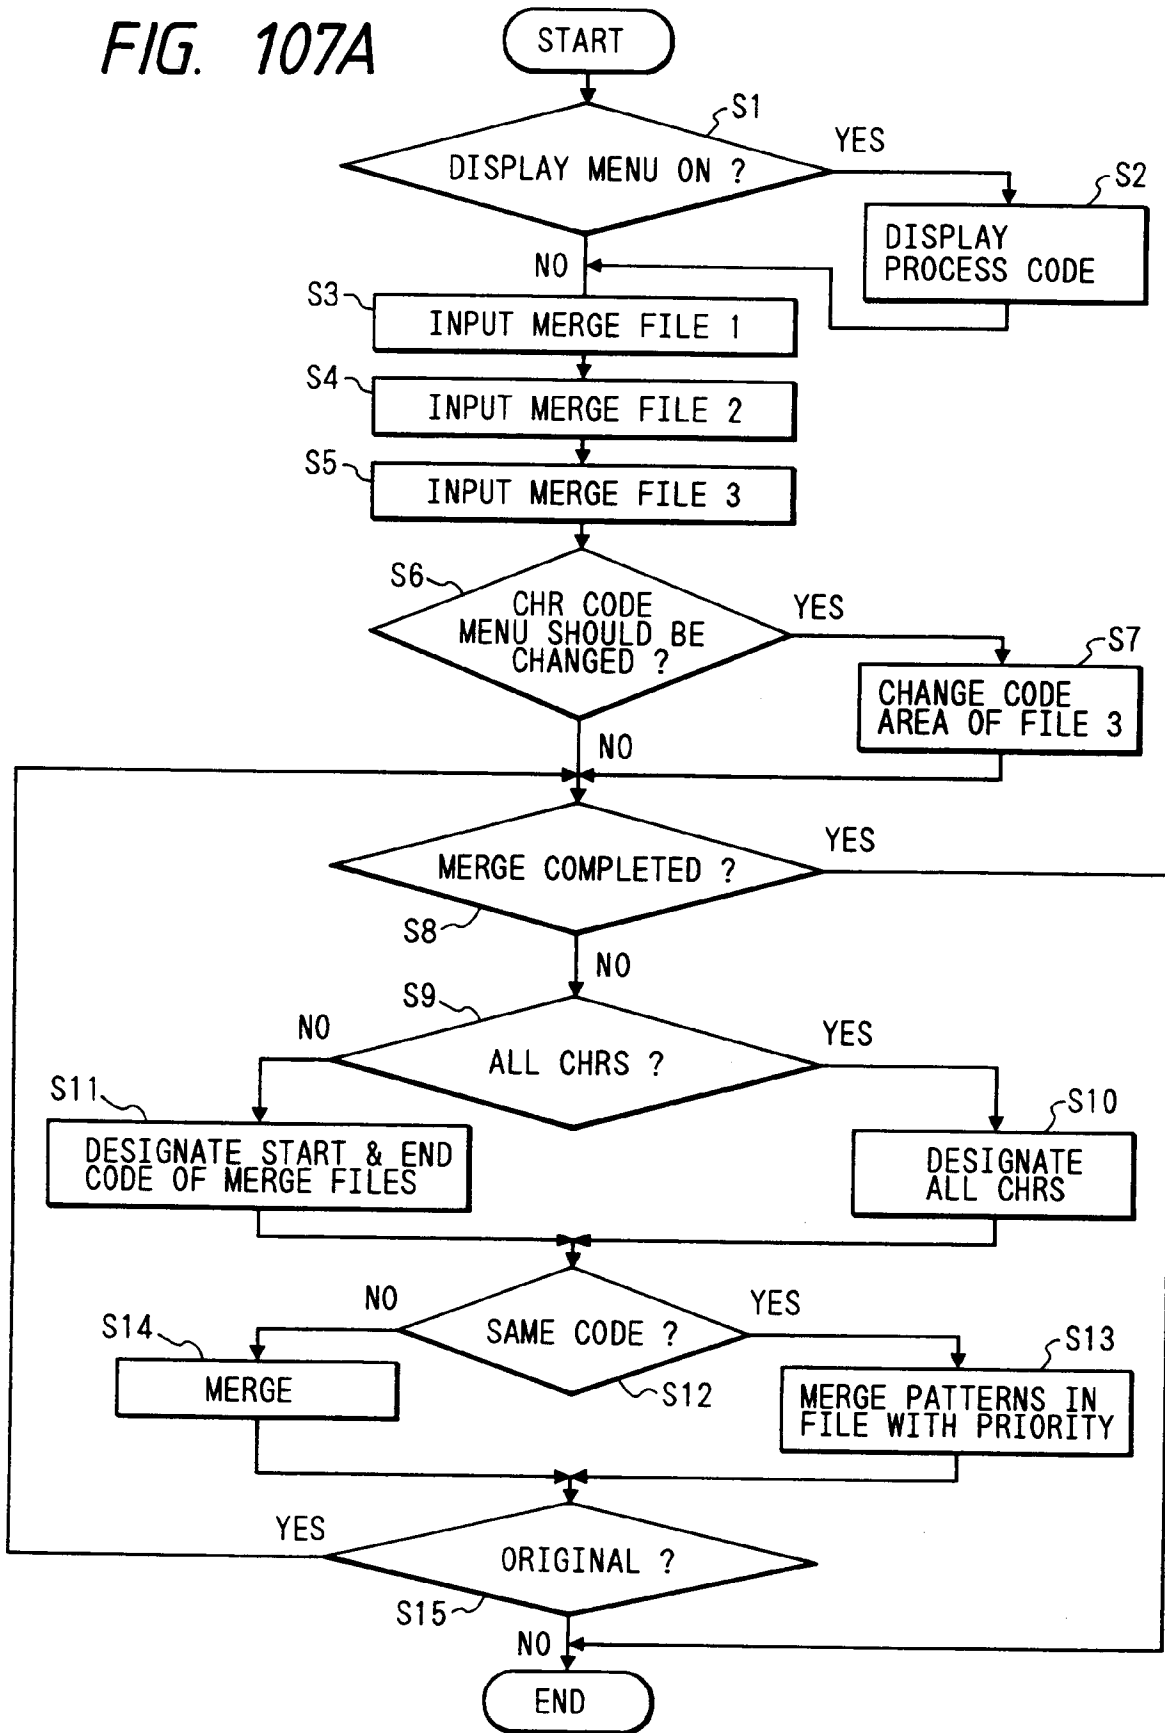 FIG. 107A
START
S1
DISPLAY MENU ON ?
YES
S2
DISPLAY
PROCESS CODE
NO
S3
INPUT MERGE FILE 1
S4
INPUT MERGE FILE 2
S5
INPUT MERGE FILE 3
S6
CHR CODE
MENU SHOULD BE
CHANGED ?
YES
S7
CHANGE CODE
AREA OF FILE 3
NO
MERGE COMPLETED ?
YES
S8
NO
S9
NO
ALL CHRS ?
YES
S11
DESIGNATE START & END
CODE OF MERGE FILES
S10
DESIGNATE
ALL CHRS
NO
SAME CODE ?
YES
S14
MERGE
S12
S13
MERGE PATTERNS IN
FILE WITH PRIORITY
YES
ORIGINAL ?
S15
NO
END